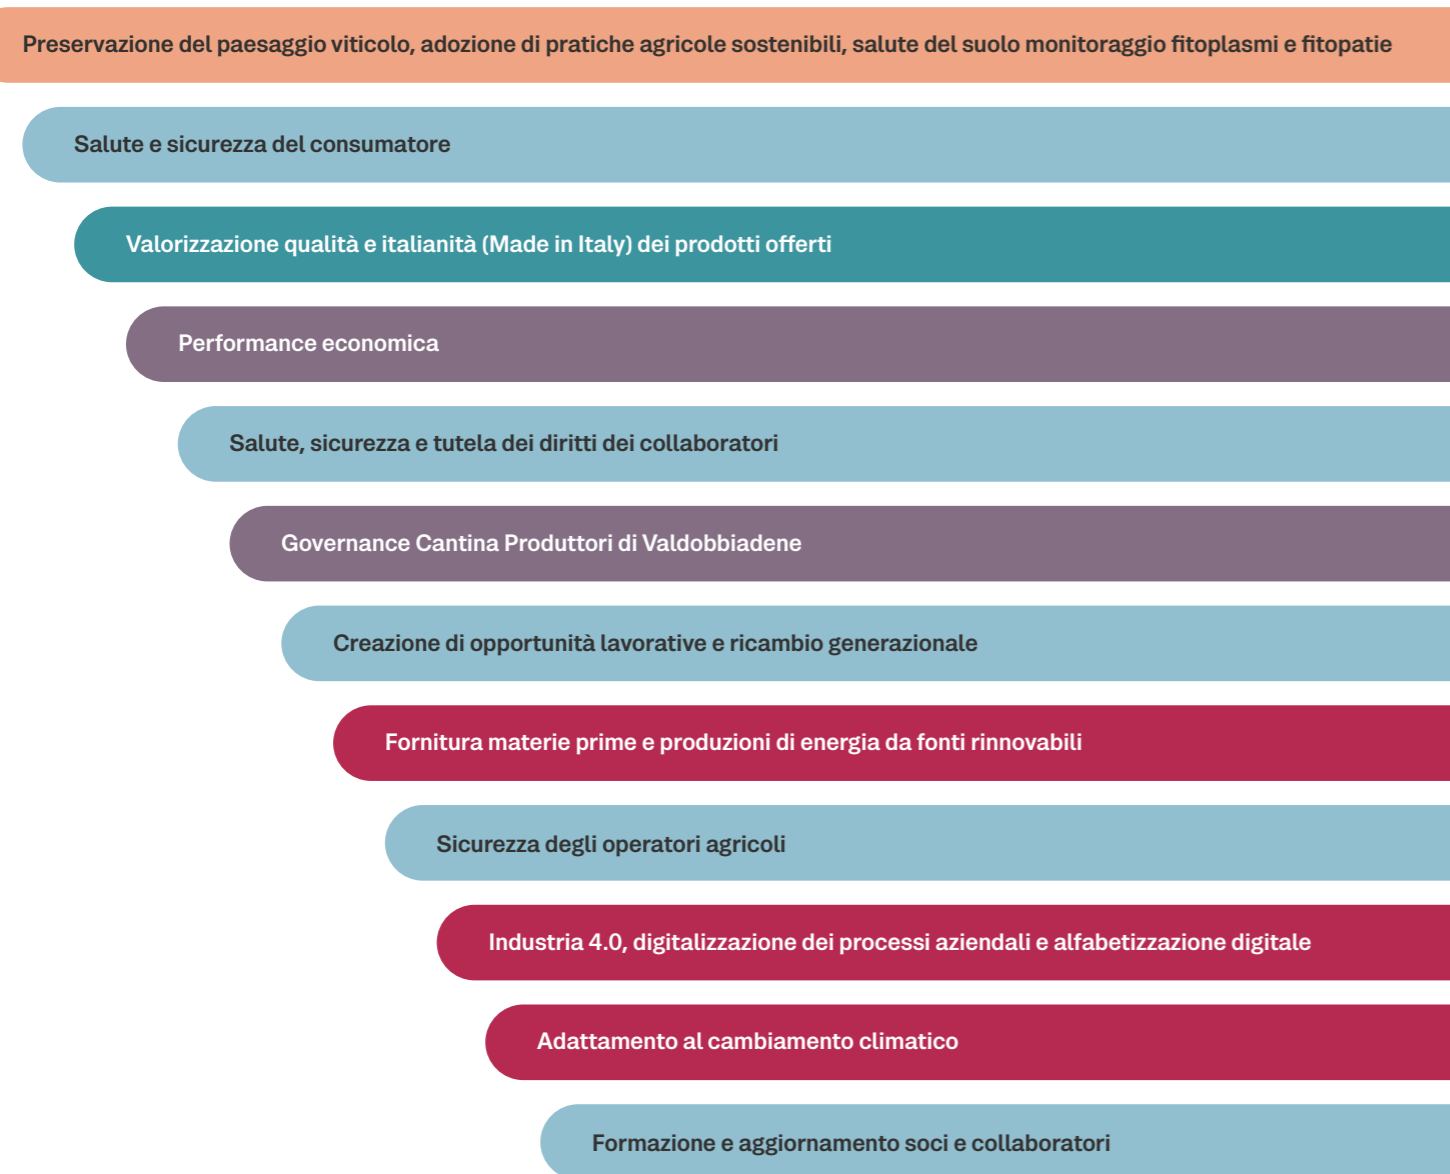 Preservazione del paesaggio viticolo, adozione di pratiche agricole sostenibili, salute del suolo monitoraggio fitoplasmi e fitopatie
Salute e sicurezza del consumatore
Valorizzazione qualità e italianità (Made in Italy) dei prodotti offerti
Performance economica
Salute, sicurezza e tutela dei diritti dei collaboratori
Governance Cantina Produttori di Valdobbiadene
Creazione di opportunità lavorative e ricambio generazionale
Fornitura materie prime e produzioni di energia da fonti rinnovabili
Sicurezza degli operatori agricoli
Industria 4.0, digitalizzazione dei processi aziendali e alfabetizzazione digitale
Adattamento al cambiamento climatico
Formazione e aggiornamento soci e collaboratori